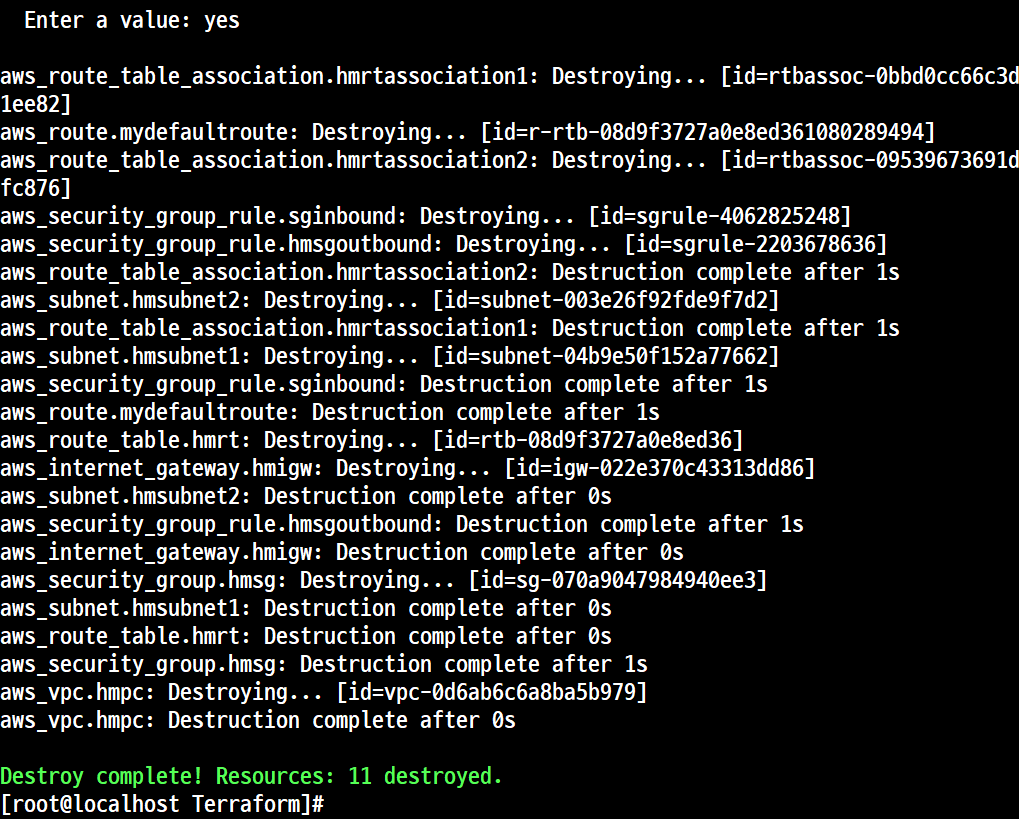 Enter a value: yes
aws_route_table_association.hmrtassociation1: Destroying... [id=rtbassoc-0bbd0cc66c3d
1ee82]
aws_route.mydefaultroute: Destroying... [id=r-rtb-08d9f3727a0e8ed361080289494]
aws_route_table_association.hmrtassociation2: Destroying... [id=rtbassoc-09539673691d
fc876]
aws_security_group_rule.sginbound: Destroying... [id=sgrule-4062825248]
aws_security_group_rule.hmsgoutbound: Destroying... [id=sgrule-2203678636]
aws_route_table_association.hmrtassociation2: Destruction complete after 1s
aws_subnet.hmsubnet2: Destroying... [id=subnet-003e26f92fde9f7d2]
aws_route_table_association.hmrtassociation1: Destruction complete after 1s
aws_subnet.hmsubnet1: Destroying... [id=subnet-04b9e50f152a77662]
aws_security_group_rule.sginbound: Destruction complete after 1s
aws_route.mydefaultroute: Destruction complete after 1s
aws_route_table.hmrt: Destroying... [id=rtb-08d9f3727a0e8ed36]
aws_internet_gateway.hmigw: Destroying... [id=igw-022e370c43313dd86]
aws_subnet.hmsubnet2: Destruction complete after 0s
aws_security_group_rule.hmsgoutbound: Destruction complete after 1s
aws_internet_gateway.hmigw: Destruction complete after 0s
aws_security_group.hmsg: Destroying... [id=sg-070a9047984940ee3]
aws_subnet.hmsubnet1: Destruction complete after 0s
aws_route_table.hmrt: Destruction complete after 0s
aws_security_group.hmsg: Destruction complete after 1s
aws_vpc.hmpc: Destroying... [id=vpc-0d6ab6c6a8ba5b979]
aws_vpc.hmpc: Destruction complete after 0s
Destroy complete! Resources: 11 destroyed.
[root@localhost Terraform]#